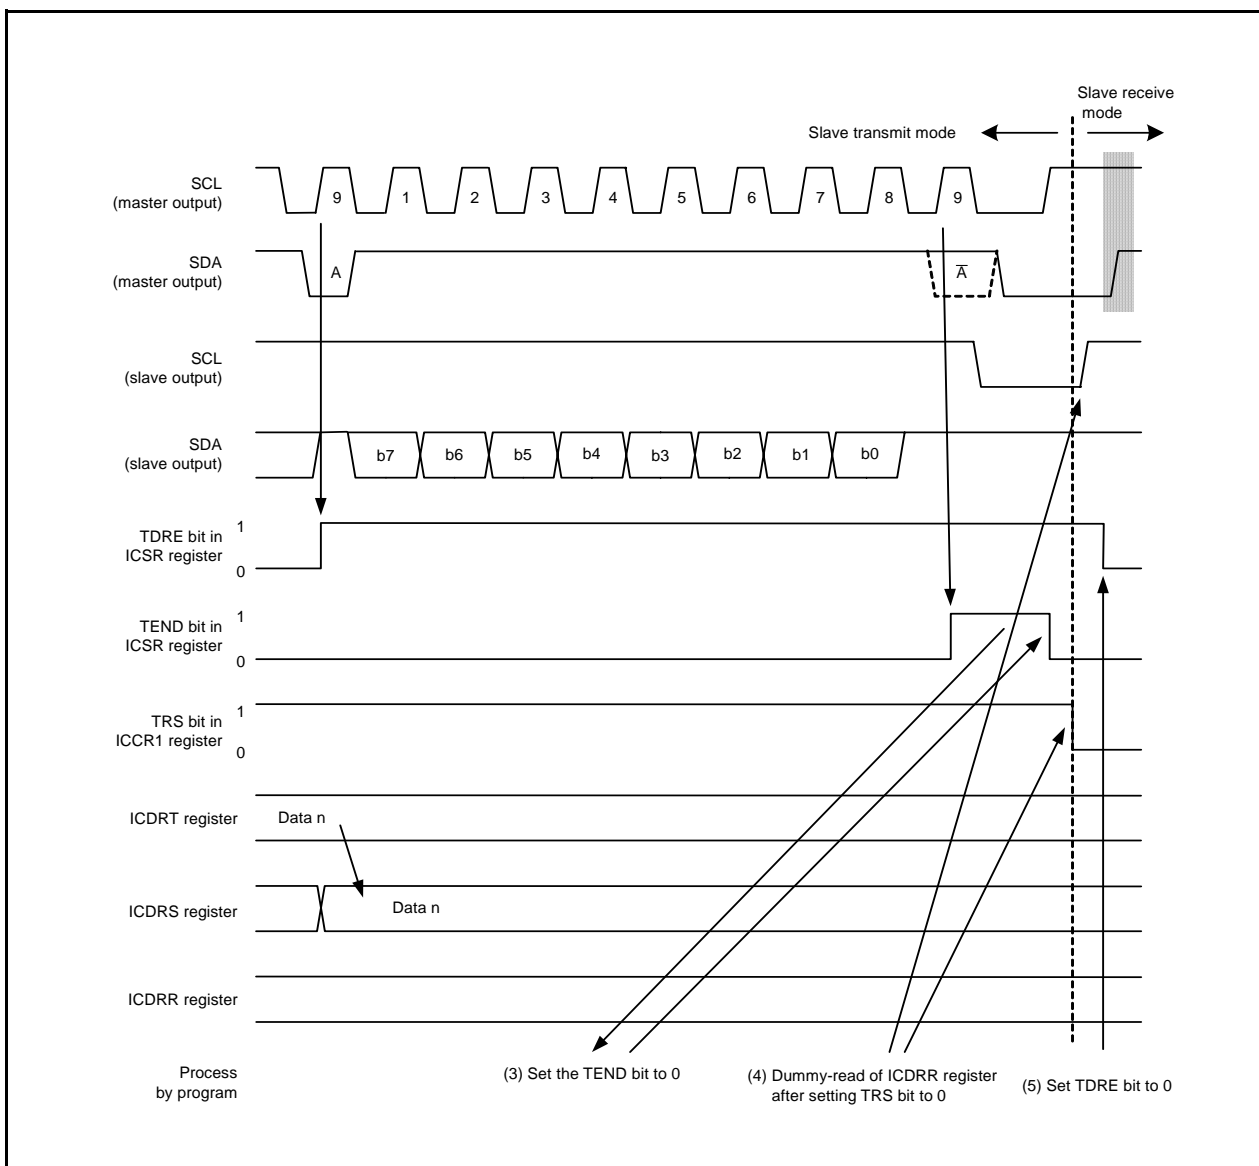 Slave receive
mode
Slave transmit mode
SCL
(master output)
9 1 2 3 4 5 6 7 8 9
SDA
(master output)
A A̅
SCL
(slave output)
SDA
(slave output)
b7 b6 b5 b4 b3 b2 b1 b0
TDRE bit in
ICSR register
1
0
TEND bit in
ICSR register
1
0
TRS bit in
ICCR1 register
1
0
ICDRT register
Data n
ICDRS register
Data n
ICDRR register
Process
by program
(3) Set the TEND bit to 0
(4) Dummy-read of ICDRR register
after setting TRS bit to 0
(5) Set TDRE bit to 0